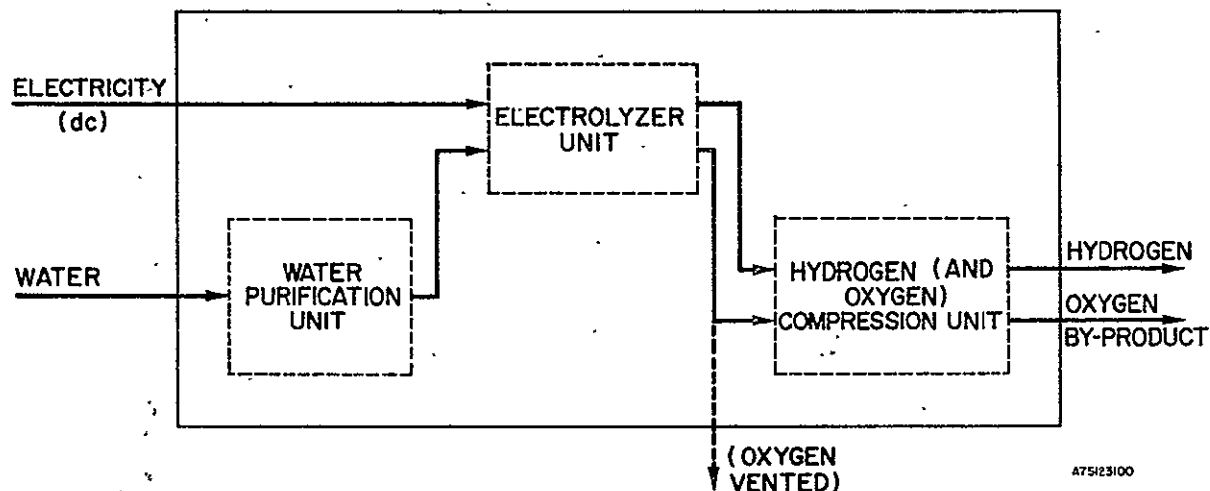 ELECTRICITY
(dc)
ELECTROLYZER
UNIT
WATER
WATER
PURIFICATION
UNIT
HYDROGEN (AND
OXYGEN)
COMPRESSION UNIT
HYDROGEN
OXYGEN
BY-PRODUCT
(OXYGEN
VENTED)
A75123100